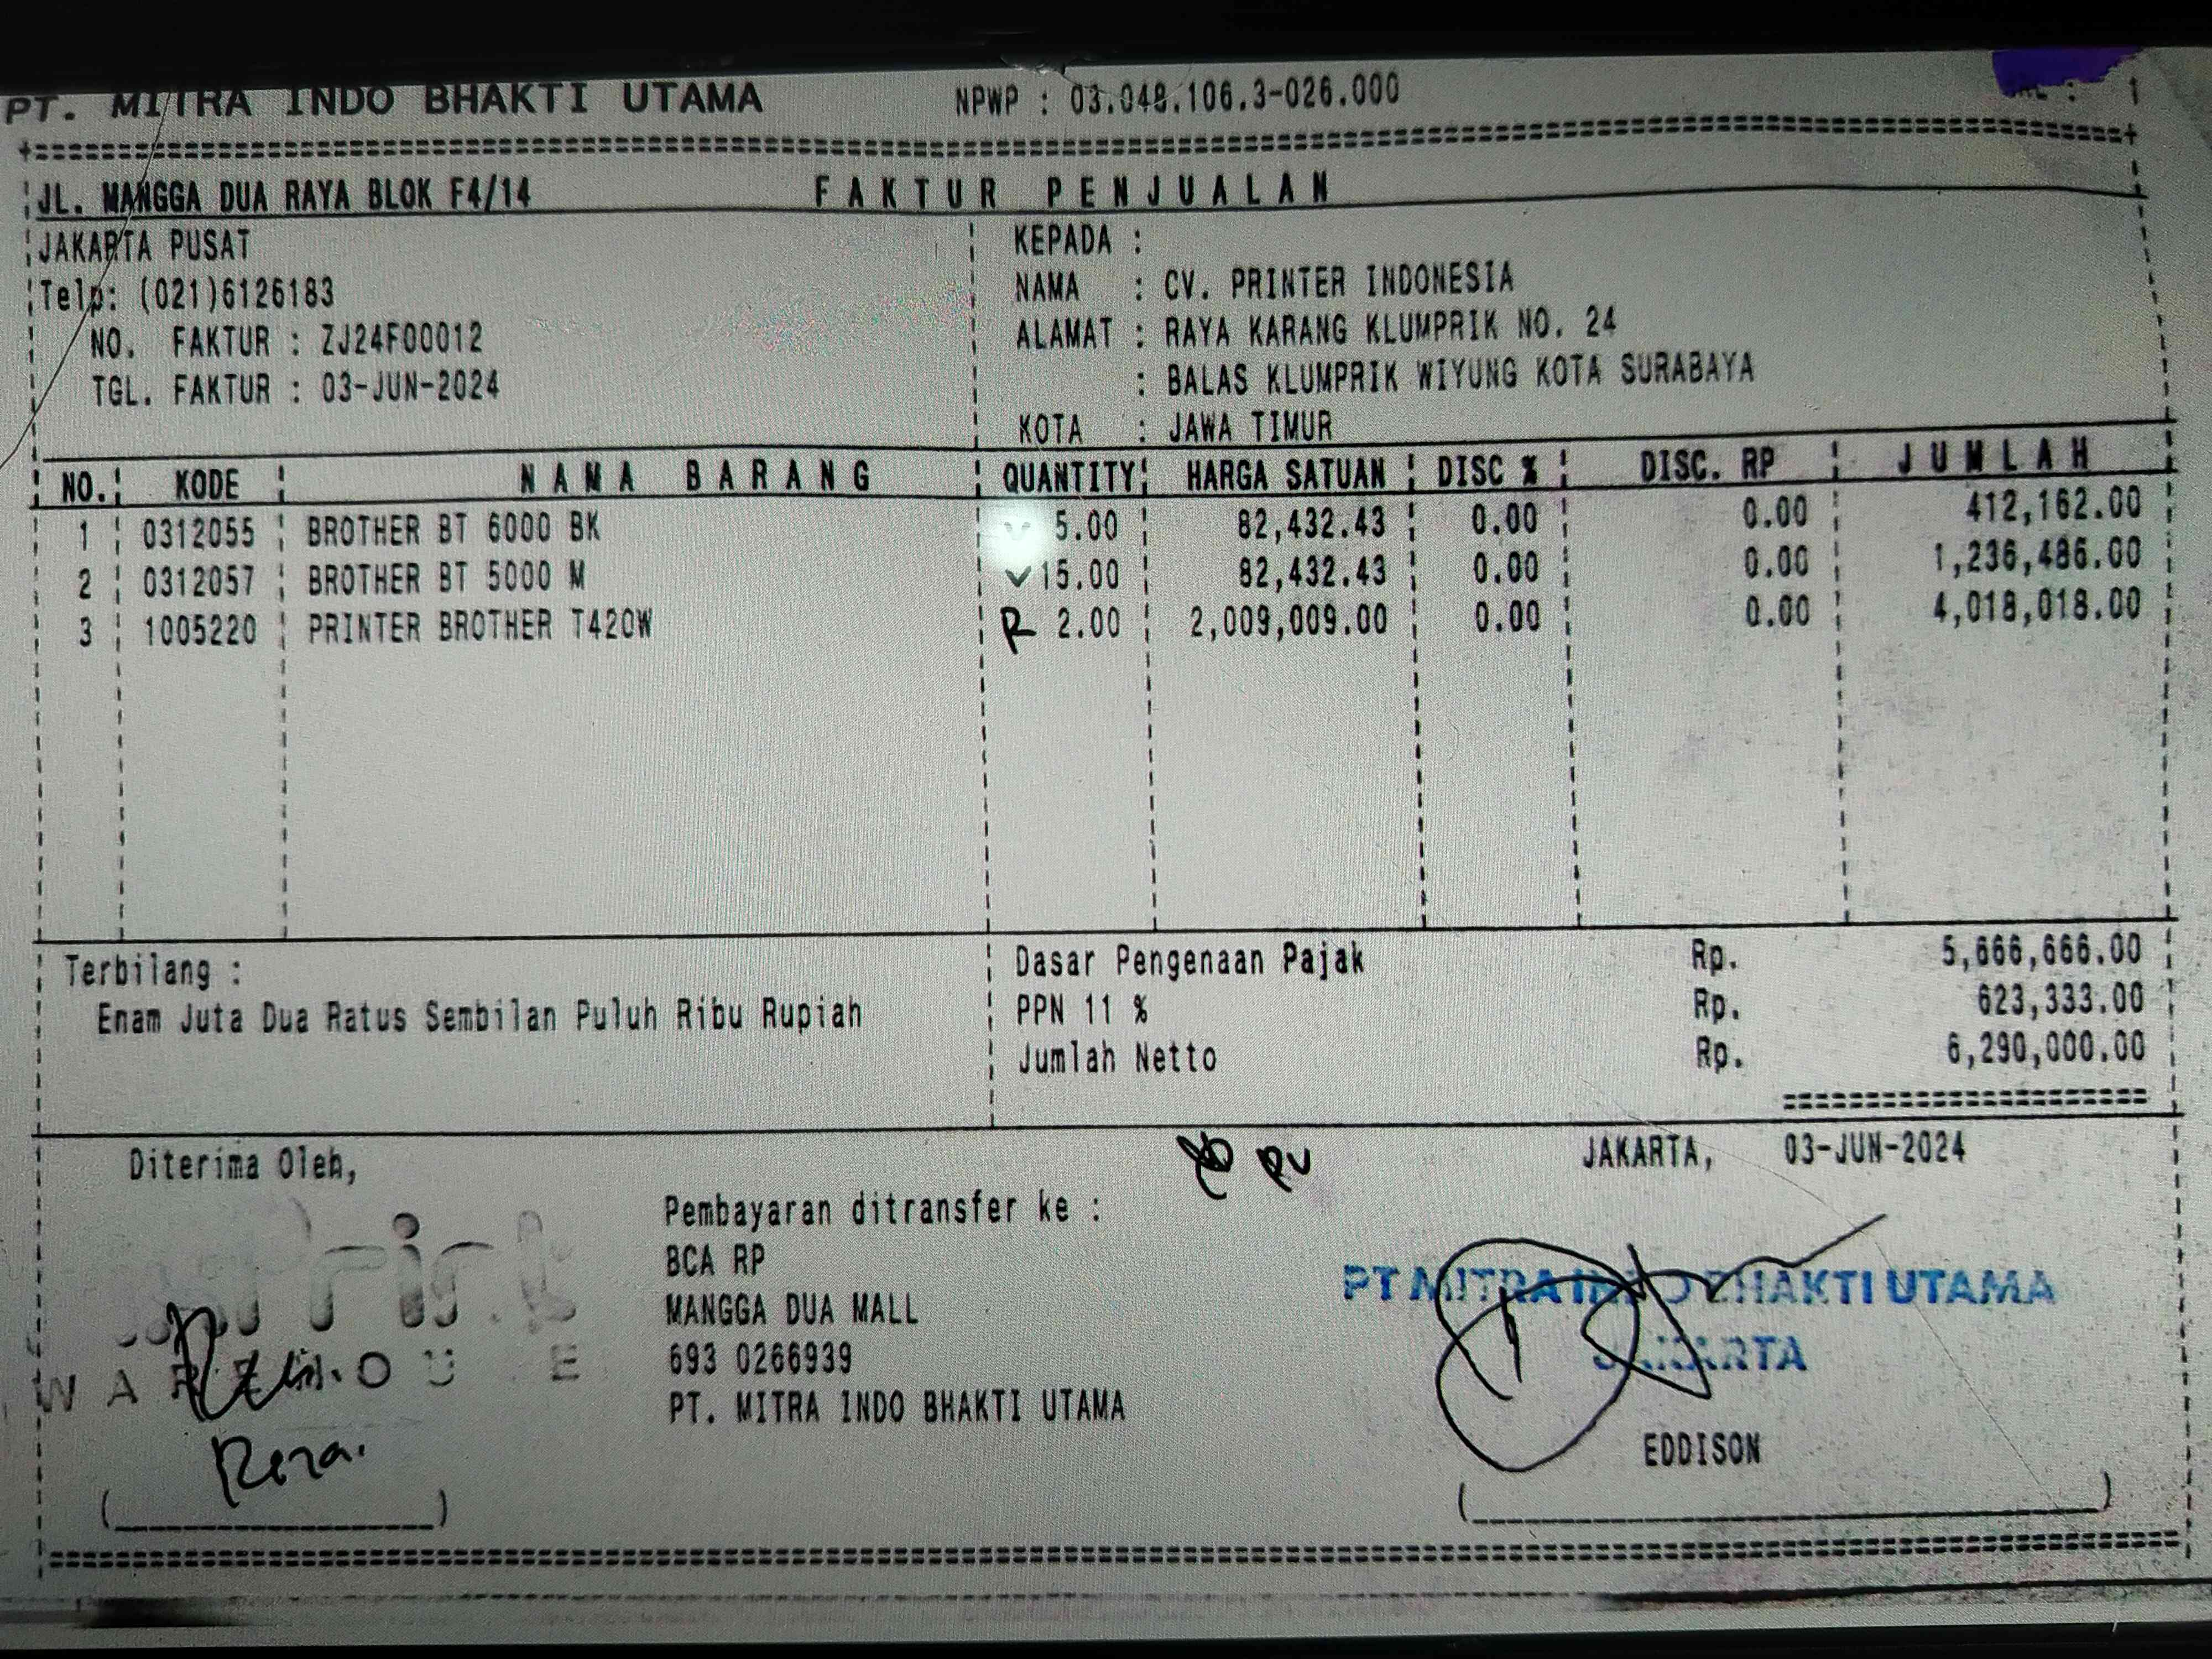 PT. MITRA INDO BHAKTI UTAMA NPWP : 03.048.106.3-026.000 1
JL. MANGGA DUA RAYA BLOK F4/14 FAKTUR PENJUALAN
JAKARTA PUSAT KEPADA :
Telp: (021)6126183 NAMA : CV. PRINTER INDONESIA
NO. FAKTUR : ZJ24F00012 ALAMAT : RAYA KARANG KLUMPRIK NO. 24
TGL. FAKTUR : 03-JUN-2024 : BALAS KLUMPRIK WIYUNG KOTA SURABAYA
KOTA : JAWA TIMUR
NO. KODE NAMA BARANG QUANTITY HARGA SATUAN DISC % DISC. RP JUMLAH
1 0312055 BROTHER BT 6000 BK 5.00 82,432.43 0.00 0.00 412,162.00
2 0312057 BROTHER BT 5000 M 15.00 82,432.43 0.00 0.00 1,236,486.00
3 1005220 PRINTER BROTHER T420W R 2.00 2,009,009.00 0.00 0.00 4,018,018.00
Terbilang : Dasar Pengenaan Pajak Rp. 5,666,666.00
Enam Juta Dua Ratus Sembilan Puluh Ribu Rupiah PPN 11 % Rp. 623,333.00
Jumlah Netto Rp. 6,290,000.00
Diterima Oleh, JAKARTA, 03-JUN-2024
Pembayaran ditransfer ke :
BCA RP
MANGGA DUA MALL
693 0266939
PT. MITRA INDO BHAKTI UTAMA
PT MITRA INDO BHAKTI UTAMA
JAKARTA
Reza.
EDDISON